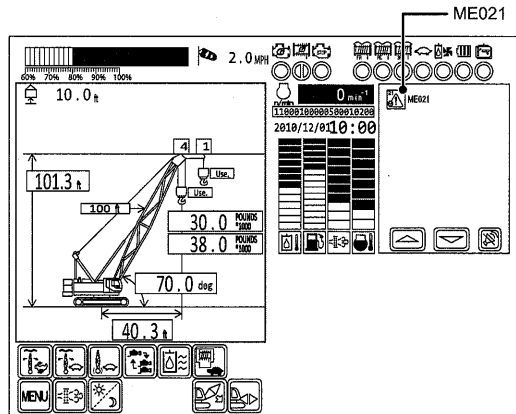 ME021
2.0 MPH
60% 70% 80% 90% 100%
10.0 ft
n/min
0 min-1
11000100000500010200
2010/12/01 10:00
ME021
4 1
Use.
Use.
101.3 ft
100 ft
30.0 POUNDS *1000
38.0 POUNDS *1000
70.0 deg
40.3 ft
MENU